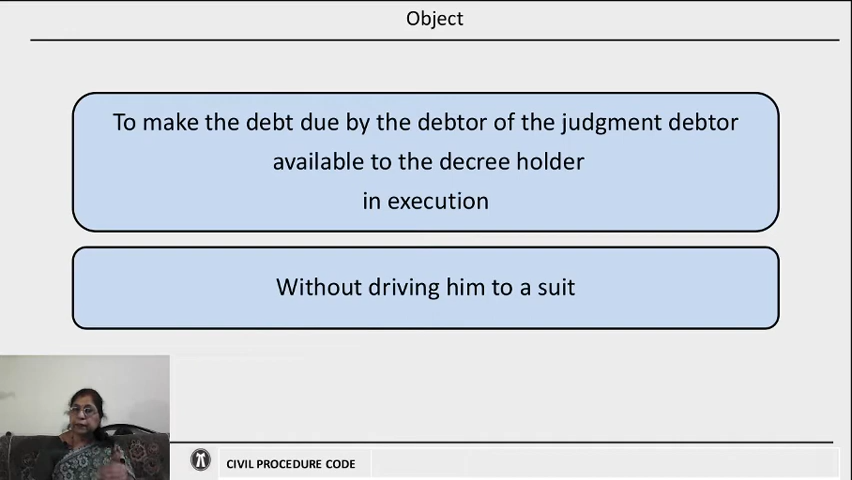 Object
To make the debt due by the debtor of the judgment debtor
available to the decree holder
in execution
Without driving him to a suit
CIVIL PROCEDURE CODE